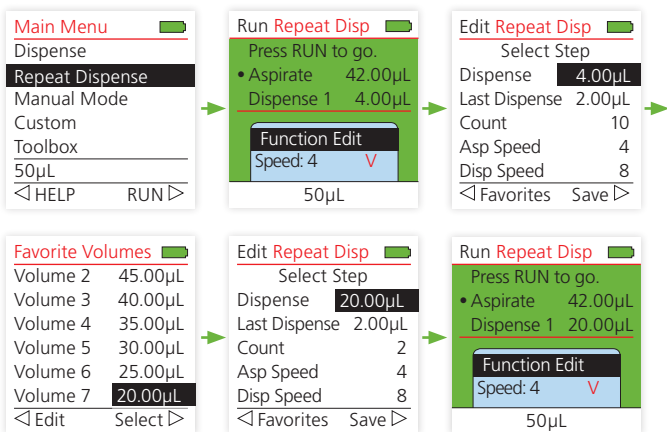 Main Menu
Dispense
Repeat Dispense
Manual Mode
Custom
Toolbox
50µL
◁ HELP RUN ▷
Run Repeat Disp
Press RUN to go.
• Aspirate 42.00µL
Dispense 1 4.00µL
Function Edit
Speed: 4 V
50µL
Edit Repeat Disp
Select Step
Dispense 4.00µL
Last Dispense 2.00µL
Count 10
Asp Speed 4
Disp Speed 8
◁ Favorites Save ▷
Favorite Volumes
Volume 2 45.00µL
Volume 3 40.00µL
Volume 4 35.00µL
Volume 5 30.00µL
Volume 6 25.00µL
Volume 7 20.00µL
◁ Edit Select ▷
Edit Repeat Disp
Select Step
Dispense 20.00µL
Last Dispense 2.00µL
Count 2
Asp Speed 4
Disp Speed 8
◁ Favorites Save ▷
Run Repeat Disp
Press RUN to go.
• Aspirate 42.00µL
Dispense 1 20.00µL
Function Edit
Speed: 4 V
50µL